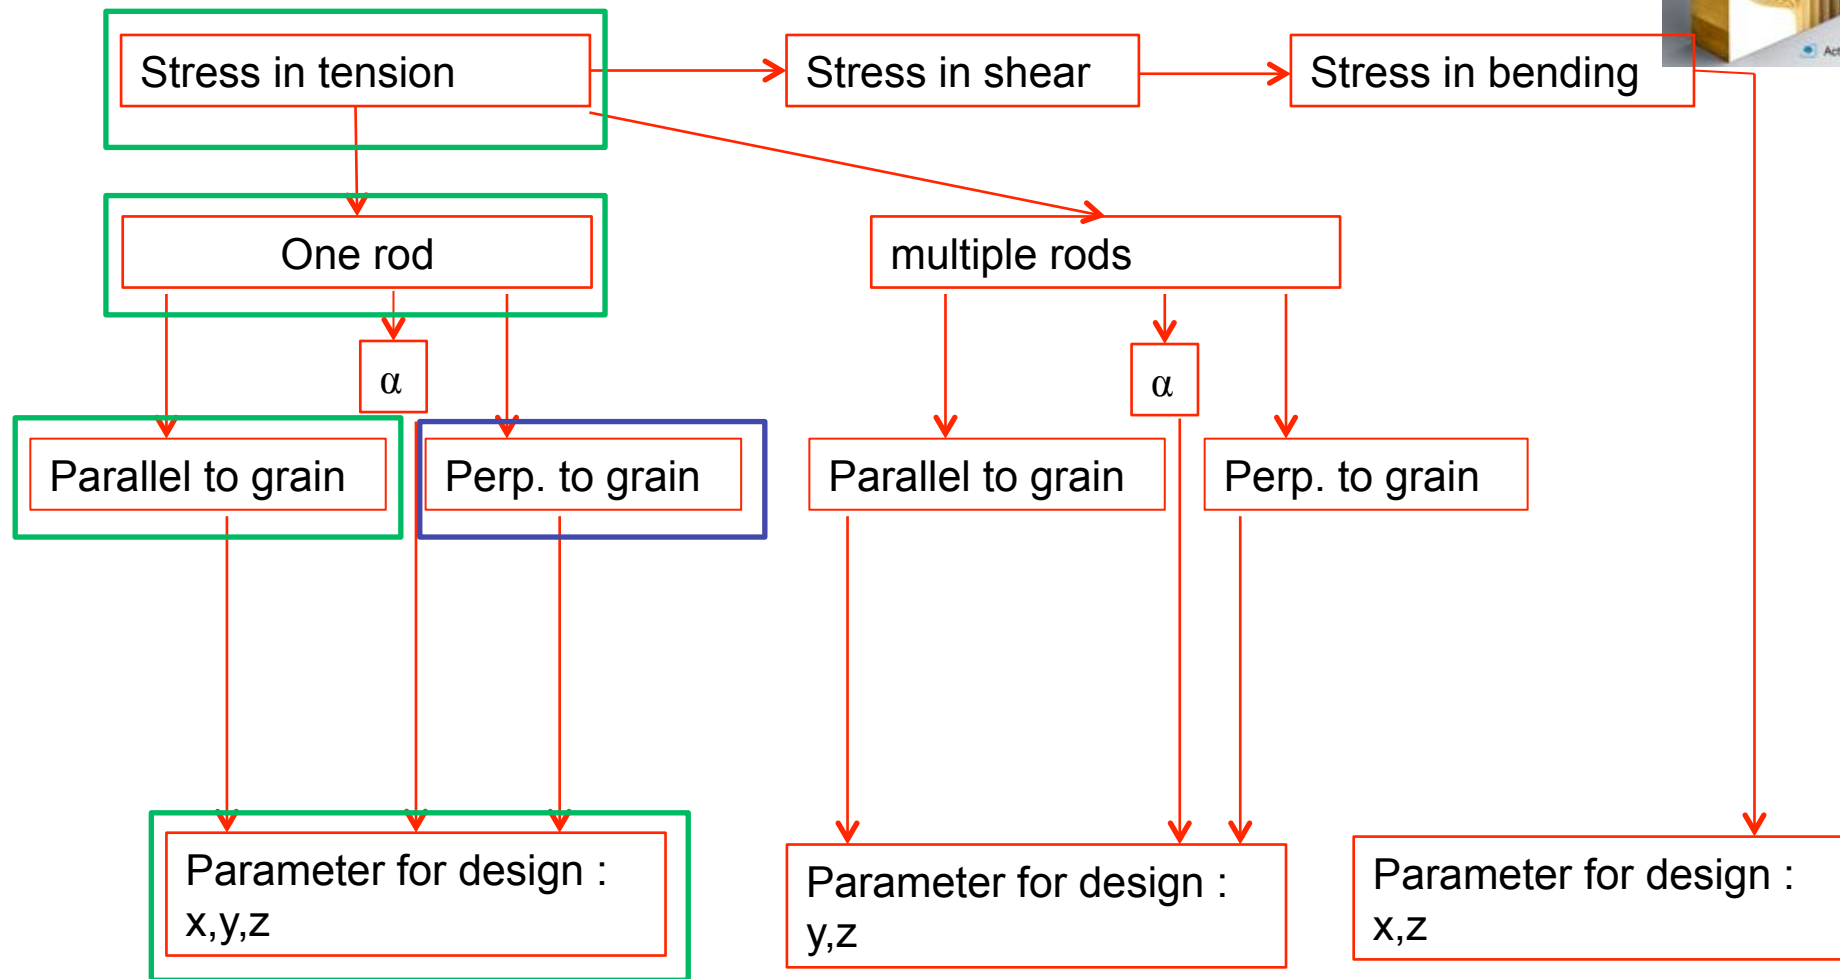 Stress in tension
Stress in shear
Stress in bending
Act
One rod
multiple rods
α
α
Parallel to grain
Perp. to grain
Parallel to grain
Perp. to grain
Parameter for design :
x,y,z
Parameter for design :
y,z
Parameter for design :
x,z